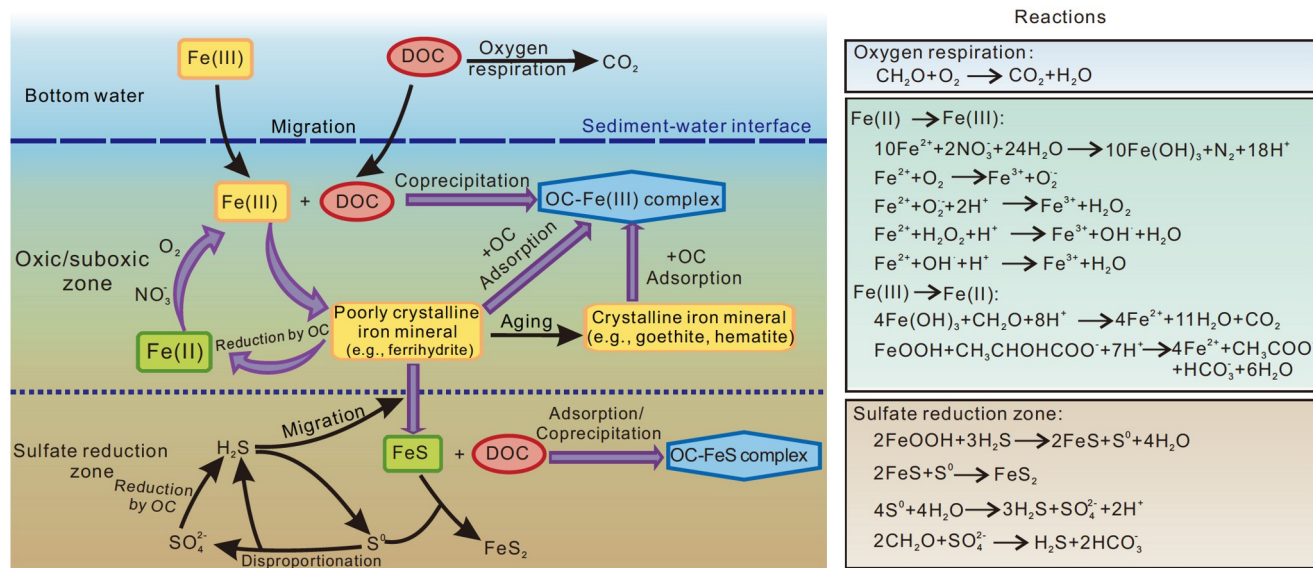 Fe(III)
DOC
Oxygen
respiration
CO₂
Bottom water
Migration
Sediment-water interface
Fe(III)
+
DOC
Coprecipitation
OC-Fe(III) complex
Oxic/suboxic
zone
O₂
NO₃⁻
+OC
Adsorption
+OC
Adsorption
Fe(II)
Reduction by OC
Poorly crystalline
iron mineral
(e.g., ferrihydrite)
Aging
Crystalline iron mineral
(e.g., goethite, hematite)
Sulfate reduction
zone
H₂S
Migration
FeS
+
DOC
Adsorption/
Coprecipitation
OC-FeS complex
Reduction
by OC
SO₄²⁻
Disproportionation
S⁰
FeS₂
Reactions
Oxygen respiration:
CH₂O+O₂ → CO₂+H₂O
Fe(II) → Fe(III):
10Fe²⁺+2NO₃⁻+24H₂O → 10Fe(OH)₃+N₂+18H⁺
Fe²⁺+O₂ → Fe³⁺+O₂·⁻
Fe²⁺+O₂·⁻+2H⁺ → Fe³⁺+H₂O₂
Fe²⁺+H₂O₂+H⁺ → Fe³⁺+OH·+H₂O
Fe²⁺+OH·+H⁺ → Fe³⁺+H₂O
Fe(III) → Fe(II):
4Fe(OH)₃+CH₂O+8H⁺ → 4Fe²⁺+11H₂O+CO₂
FeOOH+CH₃CHOHCOO⁻+7H⁺ → 4Fe²⁺+CH₃COO
+HCO₃⁻+6H₂O
Sulfate reduction zone:
2FeOOH+3H₂S → 2FeS+S⁰+4H₂O
2FeS+S⁰ → FeS₂
4S⁰+4H₂O → 3H₂S+SO₄²⁻+2H⁺
2CH₂O+SO₄²⁻ → H₂S+2HCO₃⁻